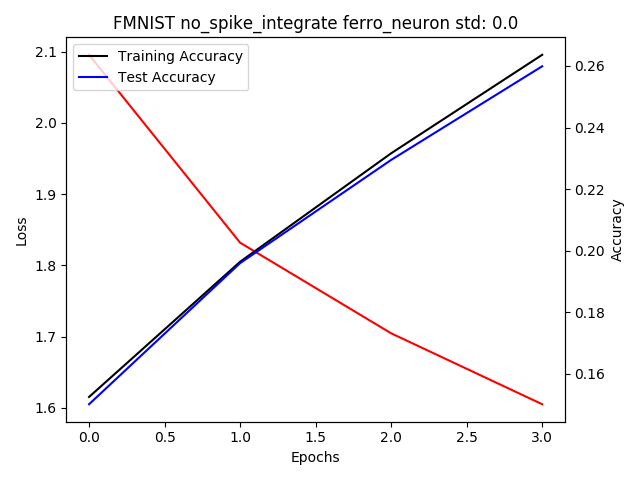 FMNIST no_spike_integrate ferro_neuron std: 0.0
Training Accuracy
Test Accuracy
2.1
2.0
1.9
1.8
1.7
1.6
Loss
0.26
0.24
0.22
0.20
0.18
0.16
Accuracy
0.0 0.5 1.0 1.5 2.0 2.5 3.0
Epochs